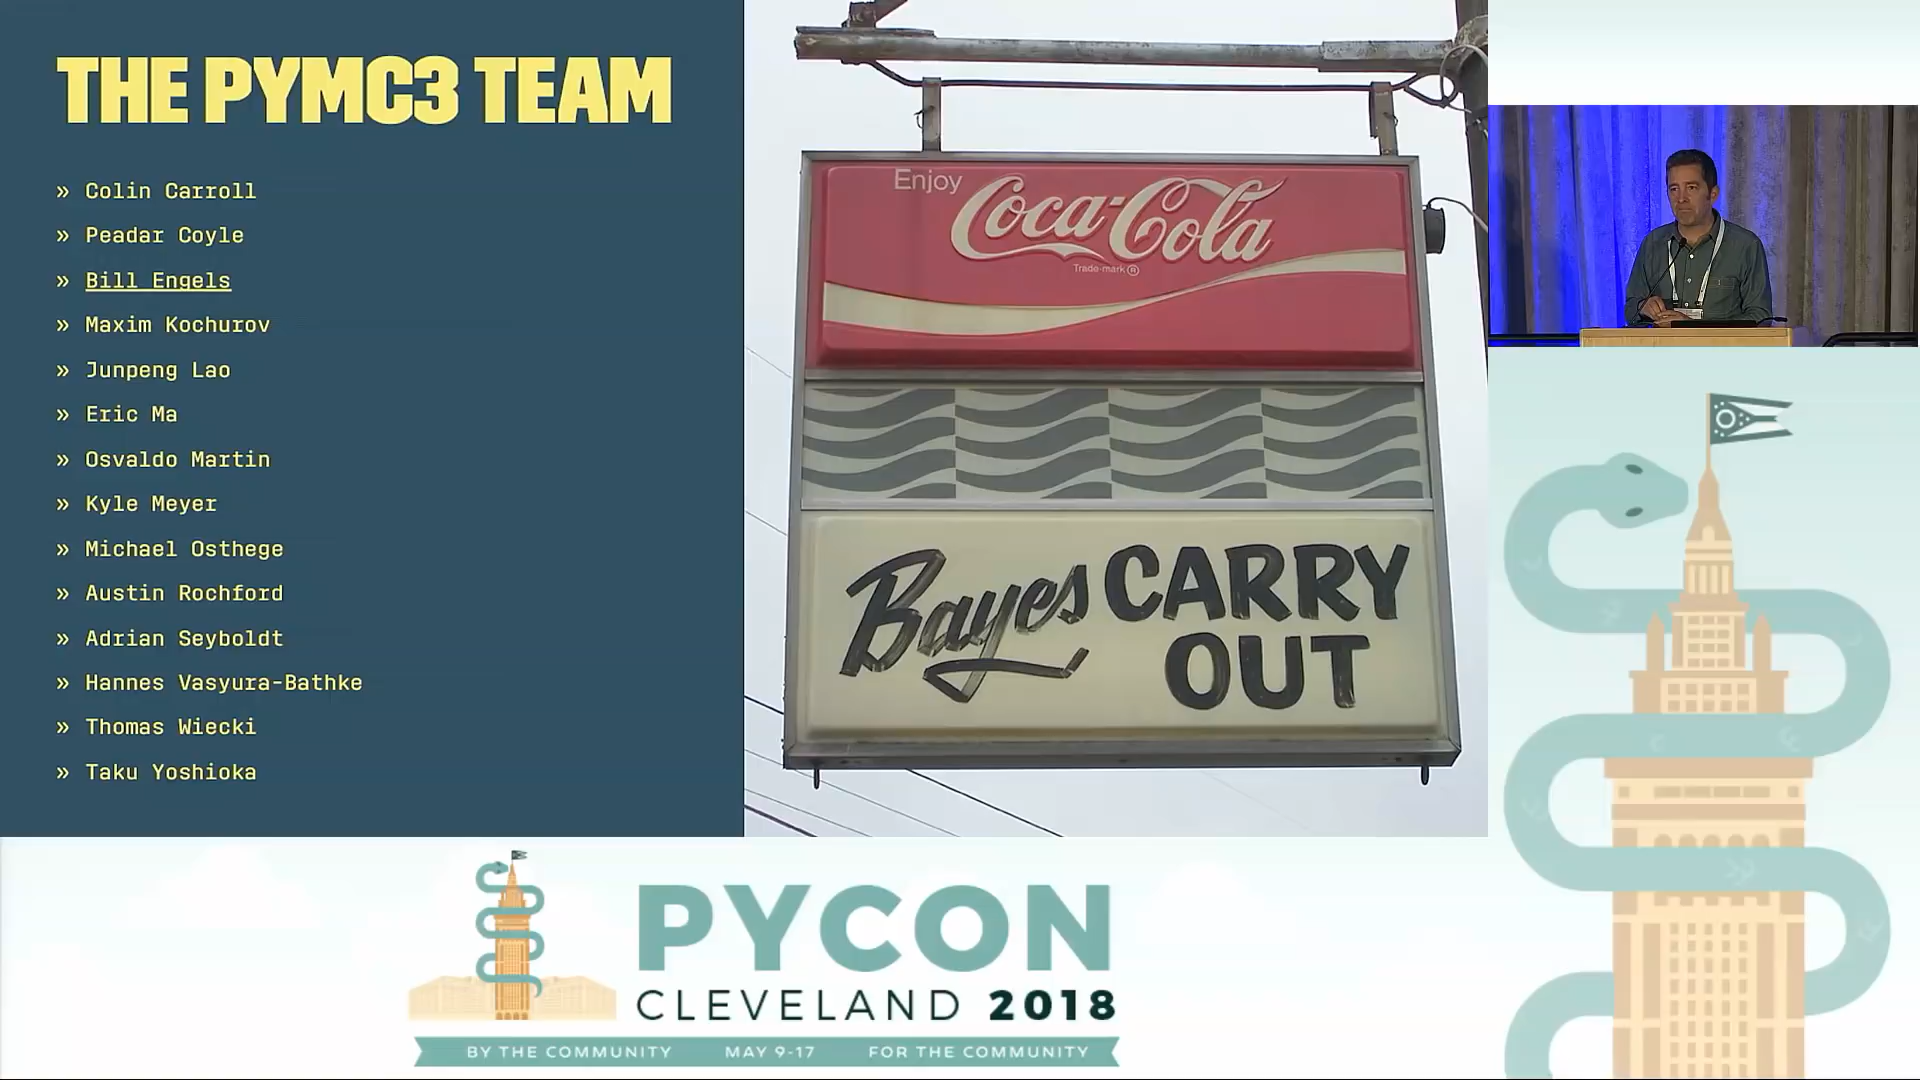 THE PYMC3 TEAM
» Colin Carroll
» Peadar Coyle
» Bill Engels
» Maxim Kochurov
» Junpeng Lao
» Eric Ma
» Osvaldo Martin
» Kyle Meyer
» Michael Osthege
» Austin Rochford
» Adrian Seyboldt
» Hannes Vasyura-Bathke
» Thomas Wiecki
» Taku Yoshioka
Enjoy
Coca-Cola
Trade-mark ®
Bayes CARRY
OUT
PYCON
CLEVELAND 2018
BY THE COMMUNITY MAY 9-17 FOR THE COMMUNITY